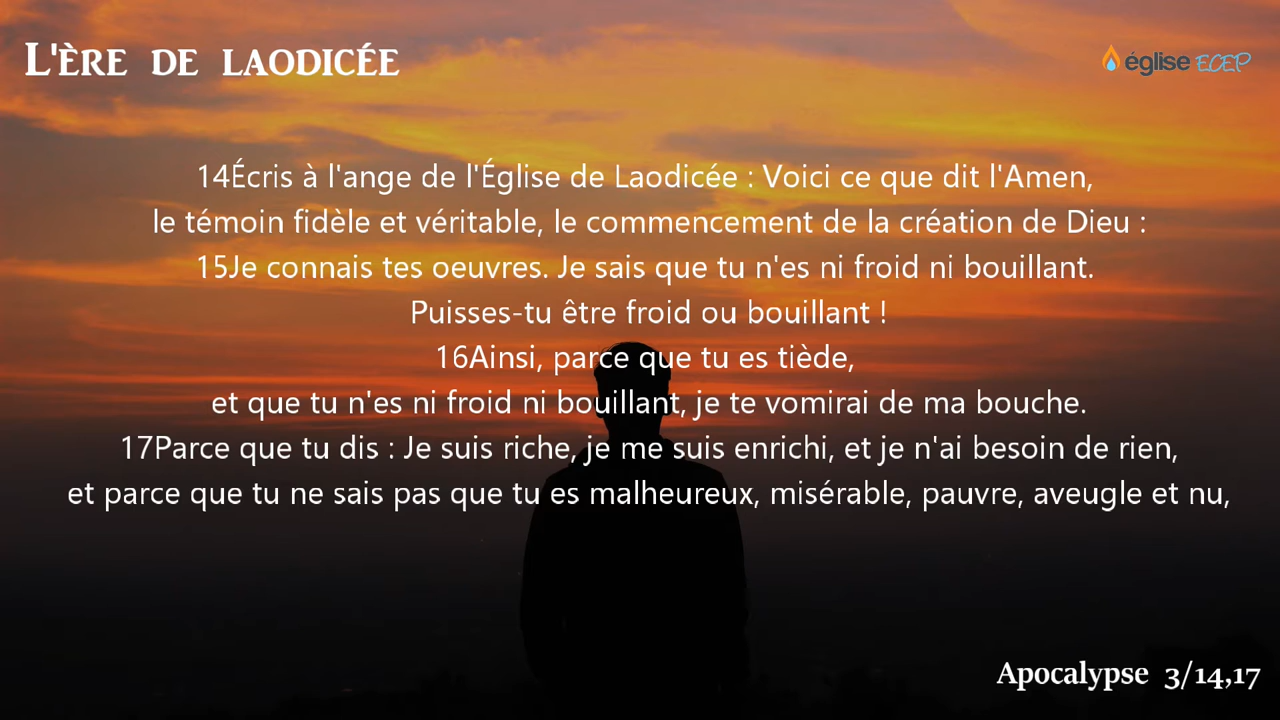 L'ÈRE DE LAODICÉE
église ECEP
14Écris à l'ange de l'Église de Laodicée : Voici ce que dit l'Amen,
le témoin fidèle et véritable, le commencement de la création de Dieu :
15Je connais tes oeuvres. Je sais que tu n'es ni froid ni bouillant.
Puisses-tu être froid ou bouillant !
16Ainsi, parce que tu es tiède,
et que tu n'es ni froid ni bouillant, je te vomirai de ma bouche.
17Parce que tu dis : Je suis riche, je me suis enrichi, et je n'ai besoin de rien,
et parce que tu ne sais pas que tu es malheureux, misérable, pauvre, aveugle et nu,
Apocalypse 3/14,17